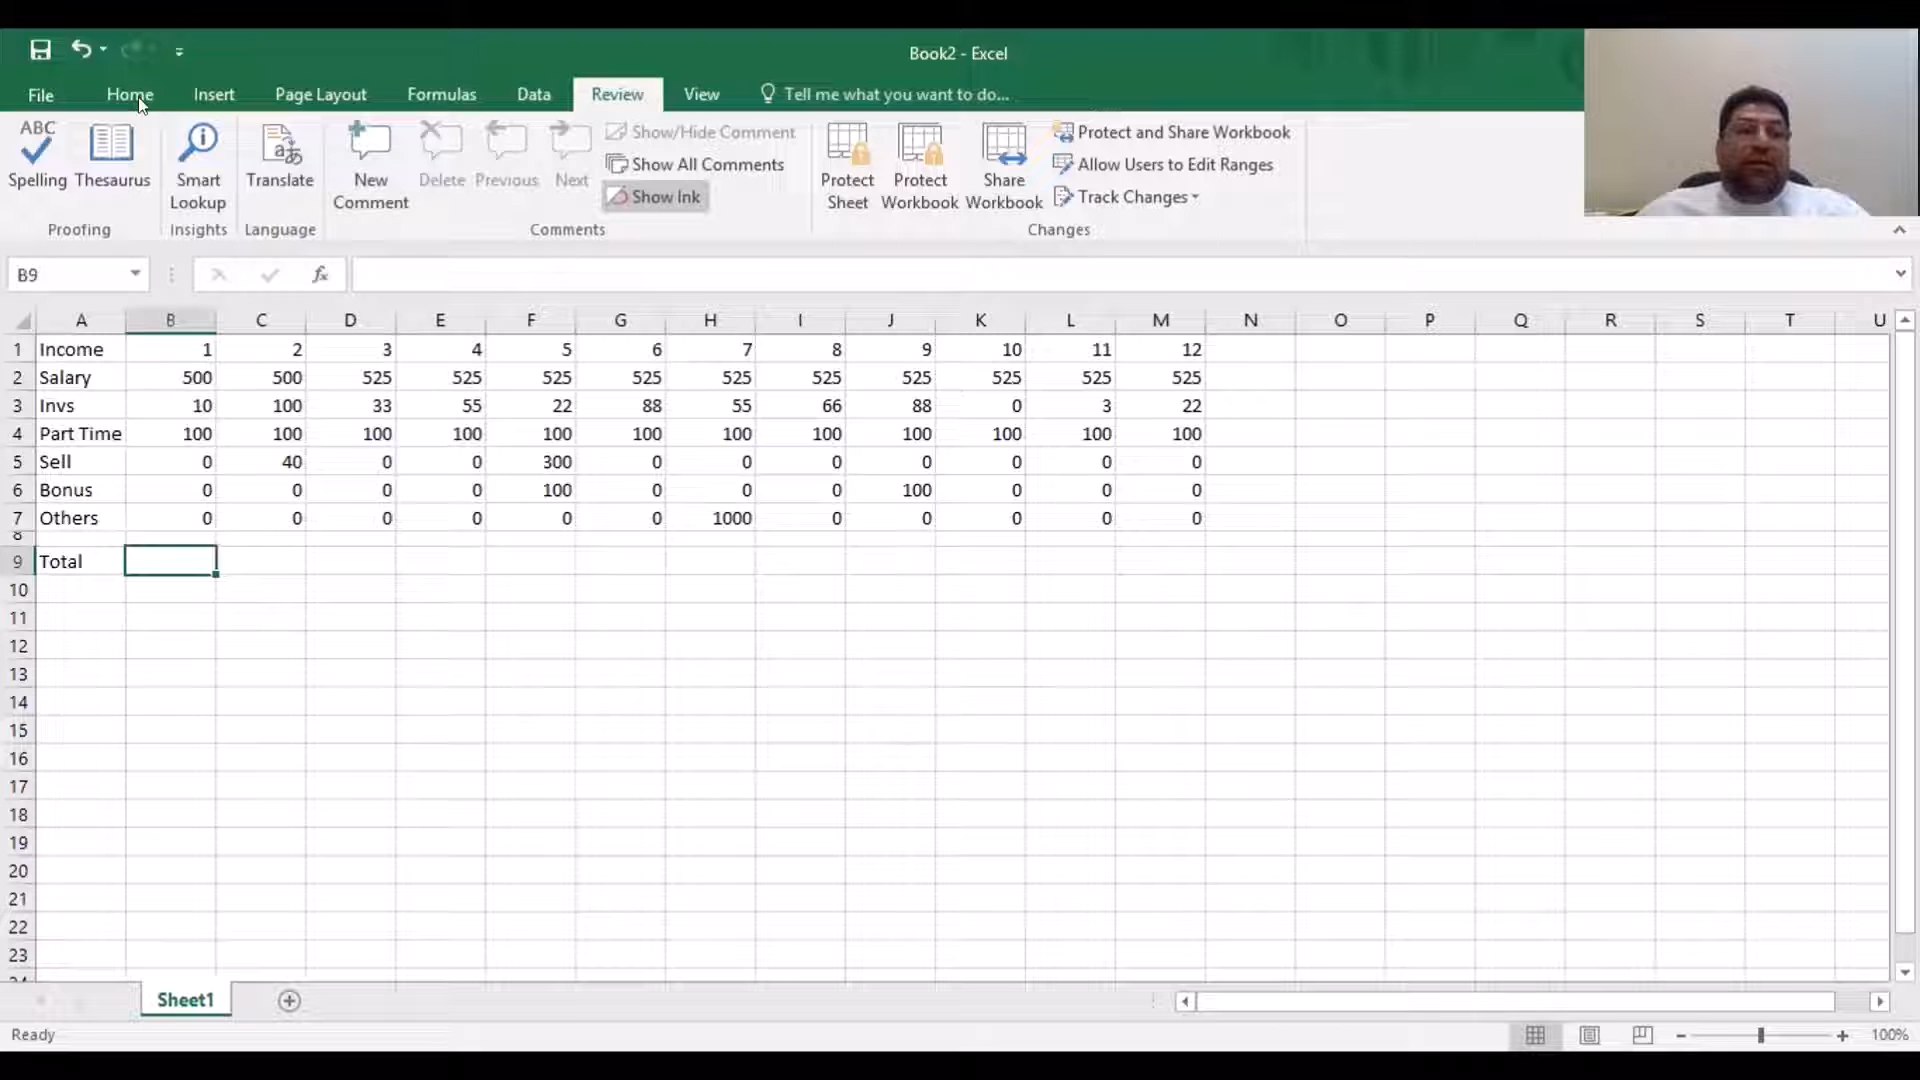 Book2 - Excel
File Home Insert Page Layout Formulas Data Review View Tell me what you want to do...
ABC
Spelling Thesaurus Smart Lookup Translate New Comment Delete Previous Next
Show/Hide Comment
Show All Comments
Show Ink
Protect Sheet Protect Workbook Share Workbook
Protect and Share Workbook
Allow Users to Edit Ranges
Track Changes
Proofing Insights Language Comments Changes
B9 fx
A B C D E F G H I J K L M N O P Q R S T U
1 Income 1 2 3 4 5 6 7 8 9 10 11 12
2 Salary 500 500 525 525 525 525 525 525 525 525 525 525
3 Invs 10 100 33 55 22 88 55 66 88 0 3 22
4 Part Time 100 100 100 100 100 100 100 100 100 100 100 100
5 Sell 0 40 0 0 300 0 0 0 0 0 0 0
6 Bonus 0 0 0 0 100 0 0 0 100 0 0 0
7 Others 0 0 0 0 0 0 1000 0 0 0 0 0
8
9 Total
10
11
12
13
14
15
16
17
18
19
20
21
22
23
Sheet1
Ready 100%